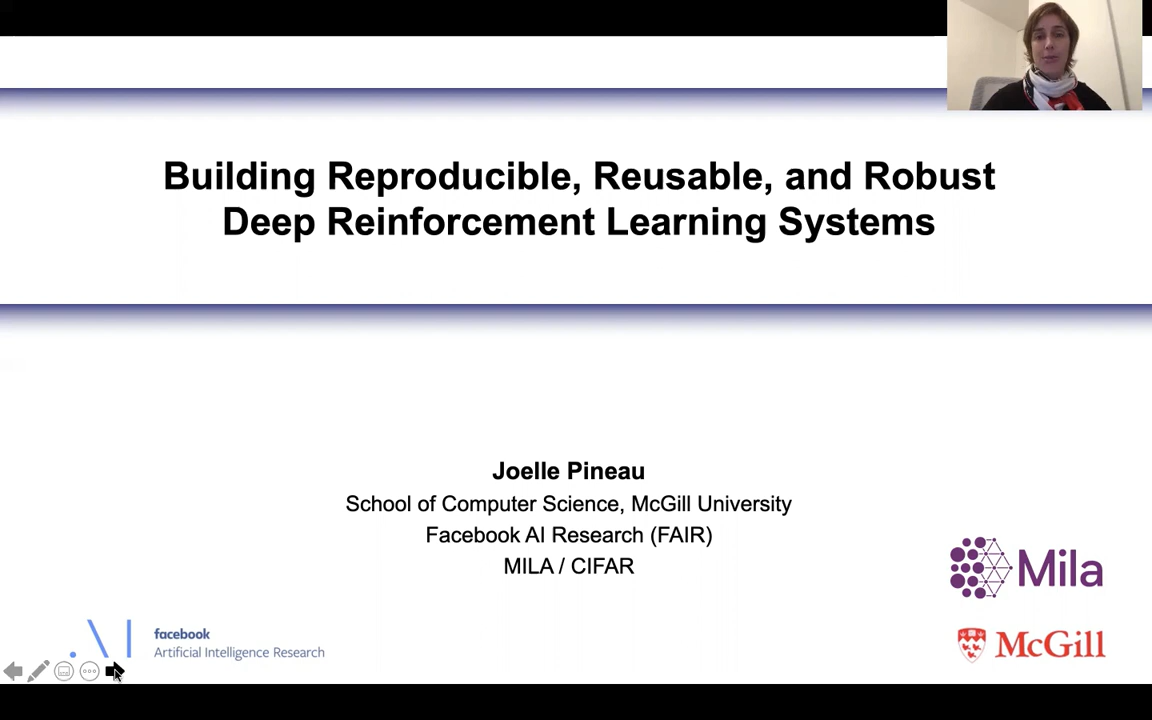 Building Reproducible, Reusable, and Robust
Deep Reinforcement Learning Systems
Joelle Pineau
School of Computer Science, McGill University
Facebook AI Research (FAIR)
MILA / CIFAR
Mila
McGill
.\I
facebook
Artificial Intelligence Research